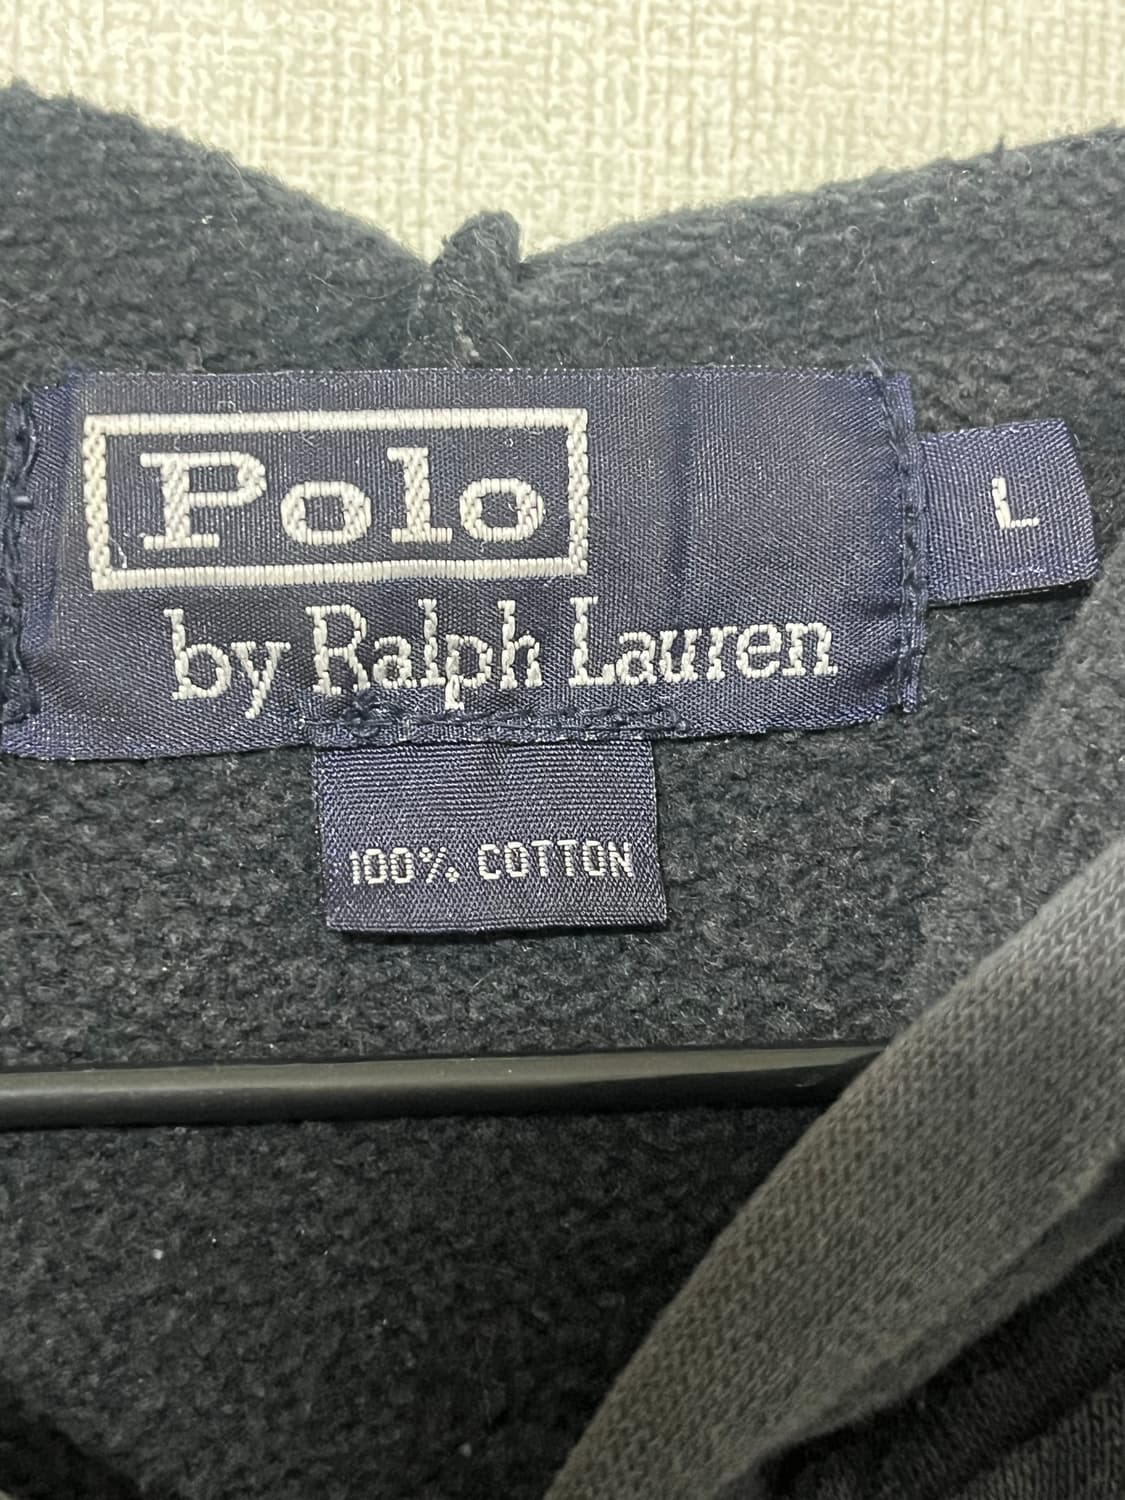 Polo
by Ralph Lauren
L
100% COTTON